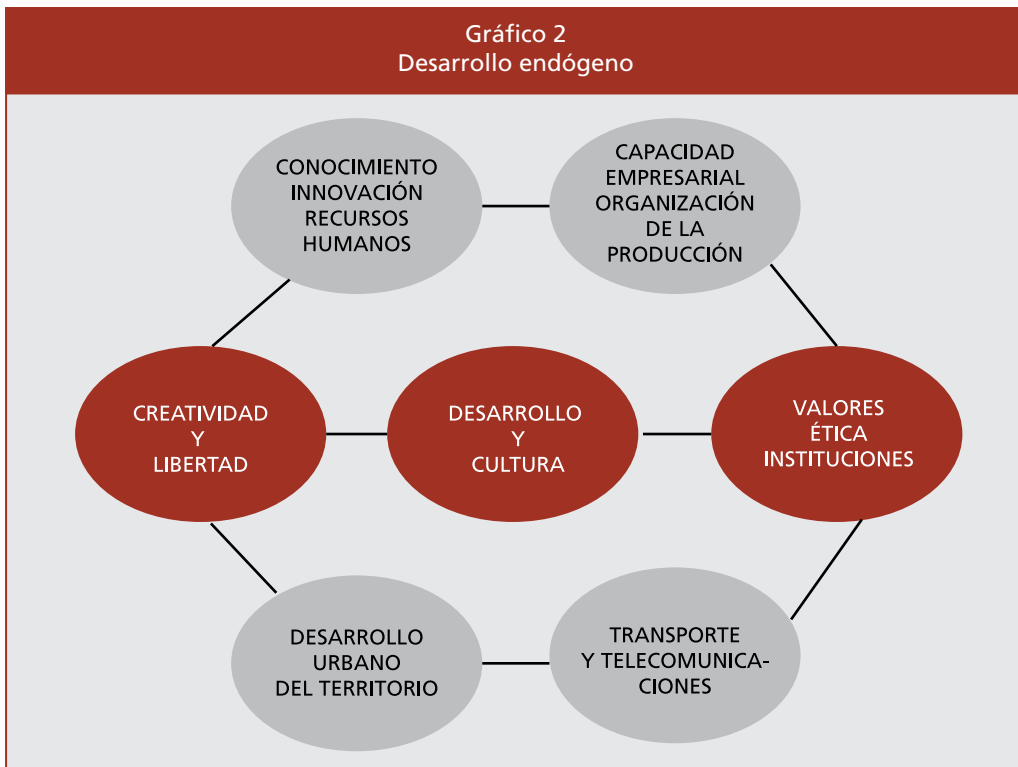 Gráfico 2
Desarrollo endógeno
CONOCIMIENTO
INNOVACIÓN
RECURSOS
HUMANOS
CAPACIDAD
EMPRESARIAL
ORGANIZACIÓN
DE LA
PRODUCCIÓN
CREATIVIDAD
Y
LIBERTAD
DESARROLLO
Y
CULTURA
VALORES
ÉTICA
INSTITUCIONES
DESARROLLO
URBANO
DEL TERRITORIO
TRANSPORTE
Y TELECOMUNICA-
CIONES